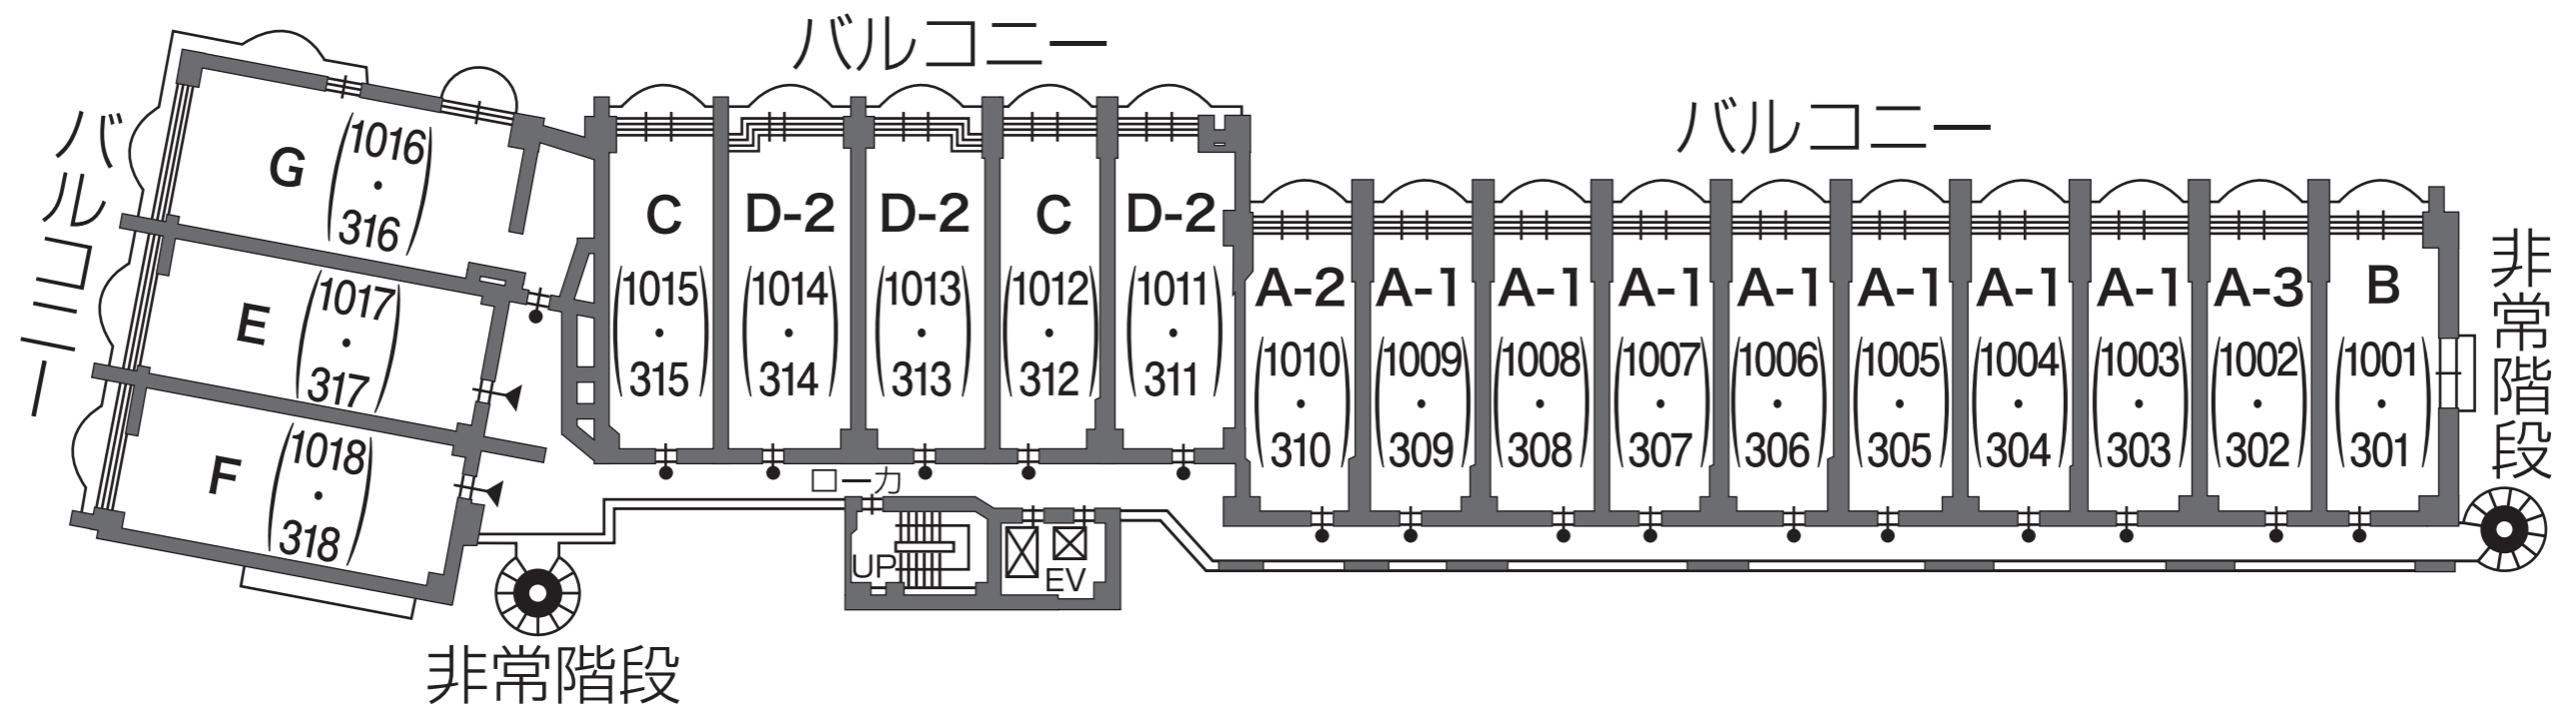 バルコニー
バルコニー
バルコニー
G
1016
・
316
E
1017
・
317
F
1018
・
318
C
1015
・
315
D-2
1014
・
314
D-2
1013
・
313
C
1012
・
312
D-2
1011
・
311
A-2
1010
・
310
A-1
1009
・
309
A-1
1008
・
308
A-1
1007
・
307
A-1
1006
・
306
A-1
1005
・
305
A-1
1004
・
304
A-1
1003
・
303
A-3
1002
・
302
B
1001
・
301
非常階段
ローカ
UP
EV
非常階段